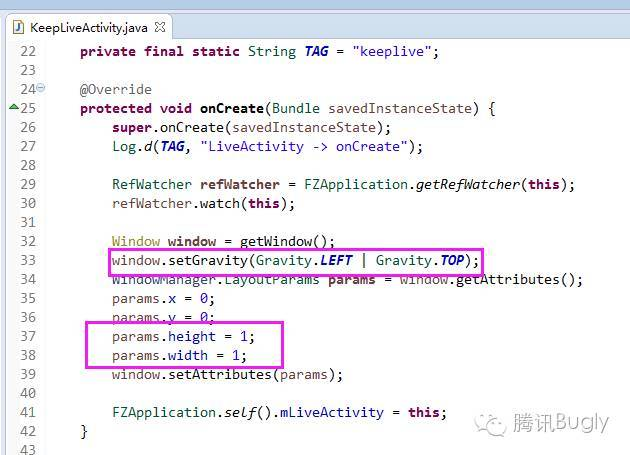 KeepLiveActivity.java
22 private final static String TAG = "keeplive";
23
24 @Override
25 protected void onCreate(Bundle savedInstanceState) {
26 super.onCreate(savedInstanceState);
27 Log.d(TAG, "LiveActivity -> onCreate");
28
29 RefWatcher refWatcher = FZApplication.getRefWatcher(this);
30 refWatcher.watch(this);
31
32 Window window = getWindow();
33 window.setGravity(Gravity.LEFT | Gravity.TOP);
34 WindowManager.LayoutParams params = window.getAttributes();
35 params.x = 0;
36 params.y = 0;
37 params.height = 1;
38 params.width = 1;
39 window.setAttributes(params);
40
41 FZApplication.self().mLiveActivity = this;
42 }
43
腾讯Bugly